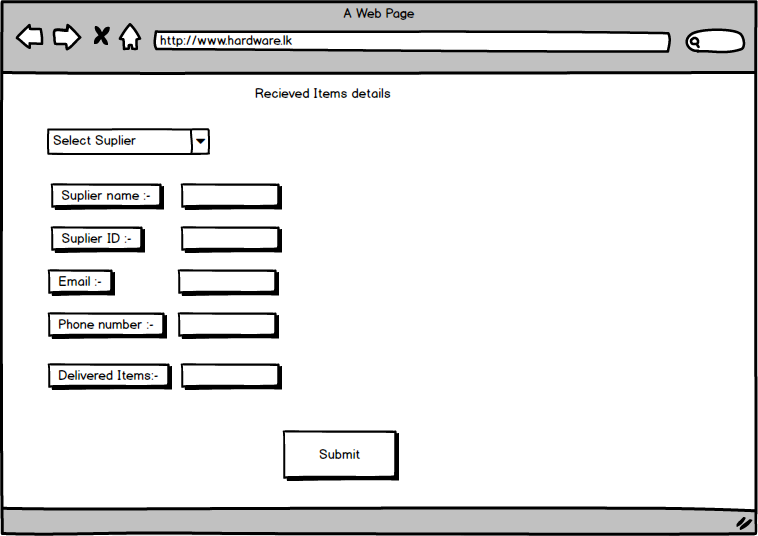 A Web Page
http://www.hardware.lk
Recieved Items details
Select Suplier
Suplier name :-
Suplier ID :-
Email :-
Phone number :-
Delivered Items:-
Submit